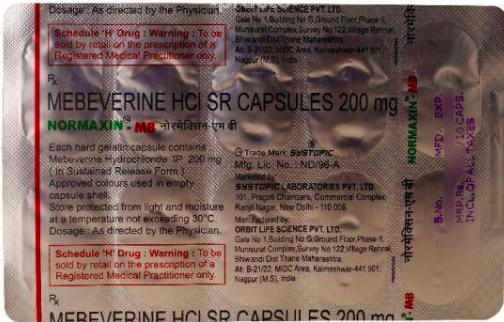 Dosage : As directed by the Physician.
Schedule 'H' Drug : Warning : To be
sold by retail on the prescription of a
Registered Medical Practitioner only.
ORBIT LIFE SCIENCE PVT. LTD.
Gala No 1,Building No G,Ground Floor,Phase II,
Munisurat Complex,Survey No 122,Village Rehnal,
Bhiwandi Dist Thane Maharashtra.
At: B-21/22, MIDC Area, Kalmeshwar-441 501,
Nagpur (M.S), India
Rx
MEBEVERINE HCl SR CAPSULES 200 mg
NORMAXIN - MB नोरमेक्सिन-एम बी
Each hard gelatin capsule contains
Mebeverine Hydrochloride IP 200 mg
( In Sustained Release Form )
Approved colours used in empty
capsule shell.
Store protected from light and moisture
at a temperature not exceeding 30°C.
Dosage : As directed by the Physician.
Schedule 'H' Drug : Warning : To be
sold by retail on the prescription of a
Registered Medical Practitioner only.
Trade Mark SYSTOPIC
Mfg. Lic. No. : ND/96-A
Marketed by
SYSTOPIC LABORATORIES PVT. LTD.
101, Pragati Chambers, Commercial Complex,
Ranjit Nagar, New Delhi - 110 008
Manufactured by:
ORBIT LIFE SCIENCE PVT. LTD.
Gala No 1,Building No G,Ground Floor,Phase II,
Munisurat Complex,Survey No 122,Village Rehnal,
Bhiwandi Dist Thane Maharashtra.
At: B-21/22, MIDC Area, Kalmeshwar-441 501,
Nagpur (M.S), India
Rx
MEBEVERINE HCl SR CAPSULES 200 mg
NORMAXIN - MB नोरमेक्सिन-एम बी
B.No.
MFD. EXP.
MRP.Rs. /10 CAPS.
INCL.OF ALL TAXES